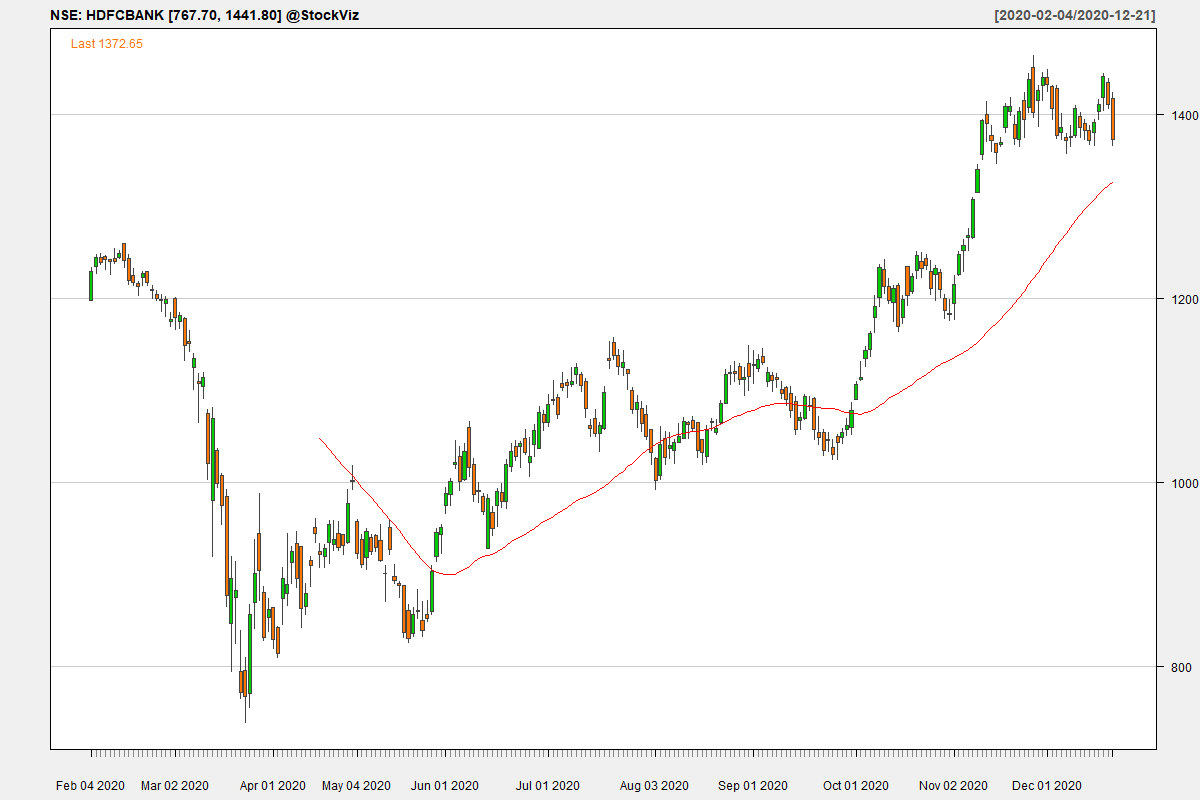 NSE: HDFCBANK [767.70, 1441.80] @StockViz [2020-02-04/2020-12-21]
Last 1372.65
1400
1200
1000
800
Feb 04 2020 Mar 02 2020 Apr 01 2020 May 04 2020 Jun 01 2020 Jul 01 2020 Aug 03 2020 Sep 01 2020 Oct 01 2020 Nov 02 2020 Dec 01 2020